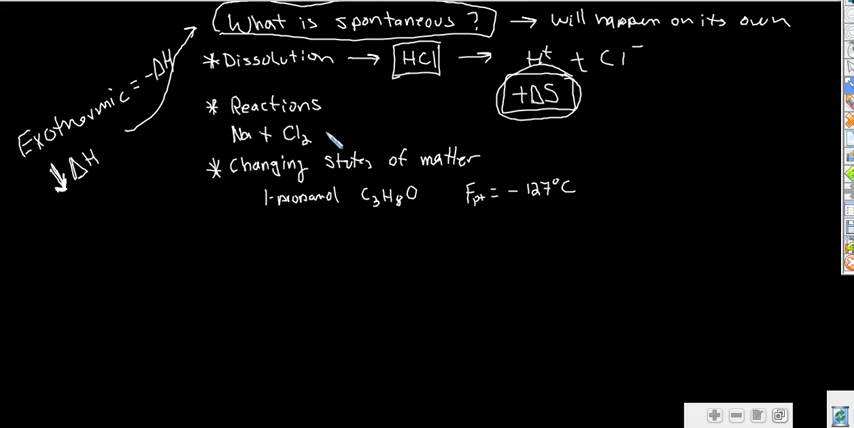 What is spontaneous? → Will happen on its own
* Dissolution → HCl → H⁺ + Cl⁻
+ΔS
Exothermic = -ΔH
↓ΔH
* Reactions
Na + Cl₂
* Changing states of matter
1-propanol C₃H₈O Fpt = -127°C